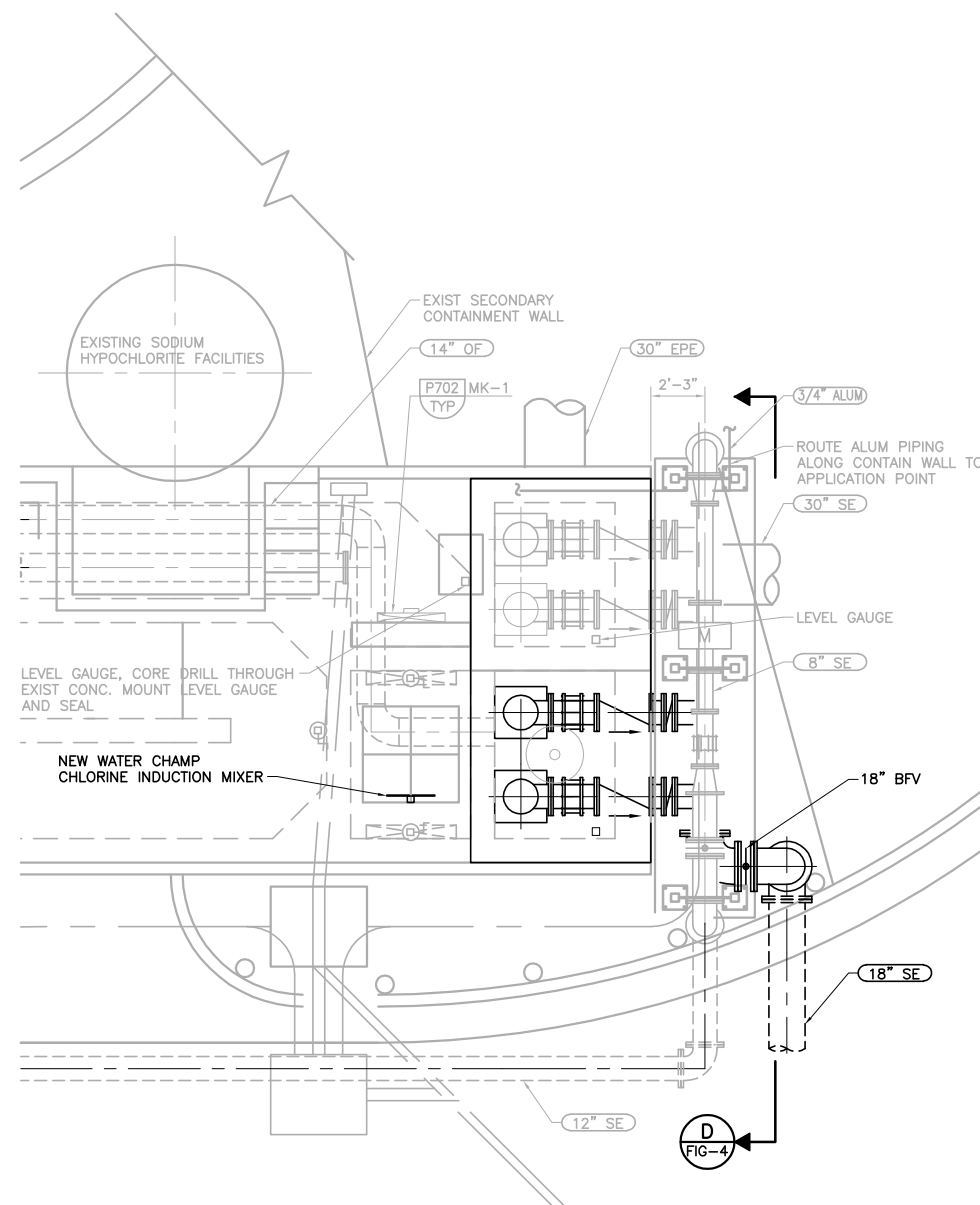 EXIST SECONDARY
CONTAINMENT WALL
EXISTING SODIUM
HYPOCHLORITE FACILITIES
14" OF
30" EPE
2'-3"
P702 MK-1
TYP
3/4" ALUM
ROUTE ALUM PIPING
ALONG CONTAIN WALL TO
APPLICATION POINT
30" SE
LEVEL GAUGE
M
8" SE
LEVEL GAUGE, CORE DRILL THROUGH
EXIST CONC. MOUNT LEVEL GAUGE
AND SEAL
NEW WATER CHAMP
CHLORINE INDUCTION MIXER
18" BFV
18" SE
12" SE
D
FIG-4